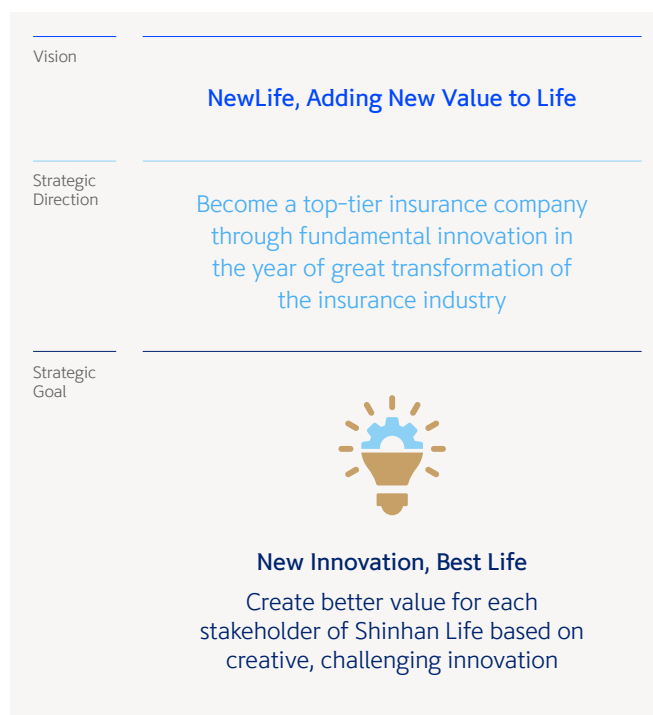 Vision
NewLife, Adding New Value to Life
Strategic
Direction
Become a top-tier insurance company
through fundamental innovation in
the year of great transformation of
the insurance industry
Strategic
Goal
New Innovation, Best Life
Create better value for each
stakeholder of Shinhan Life based on
creative, challenging innovation